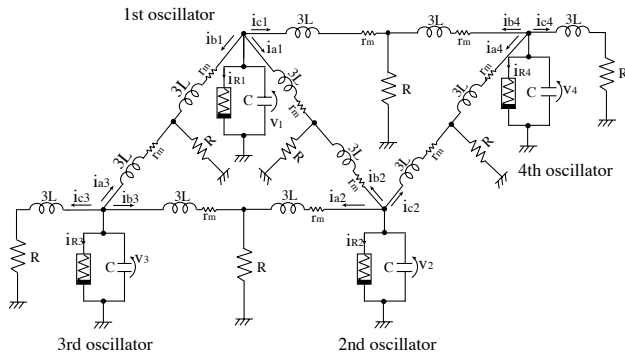 1st oscillator
ic1 3L rm 3L rm ib4 ic4 3L
ib1 ia1 ia4
rm 3L iR1 C v1 3L rm R rm 3L iR4 C v4 R
R R R
3L rm 3L rm 3L rm
4th oscillator
ia3 ib2
3L ic3 ib3 3L rm 3L rm ia2 ic2
R iR3 C v3 R iR2 C v2
3rd oscillator 2nd oscillator